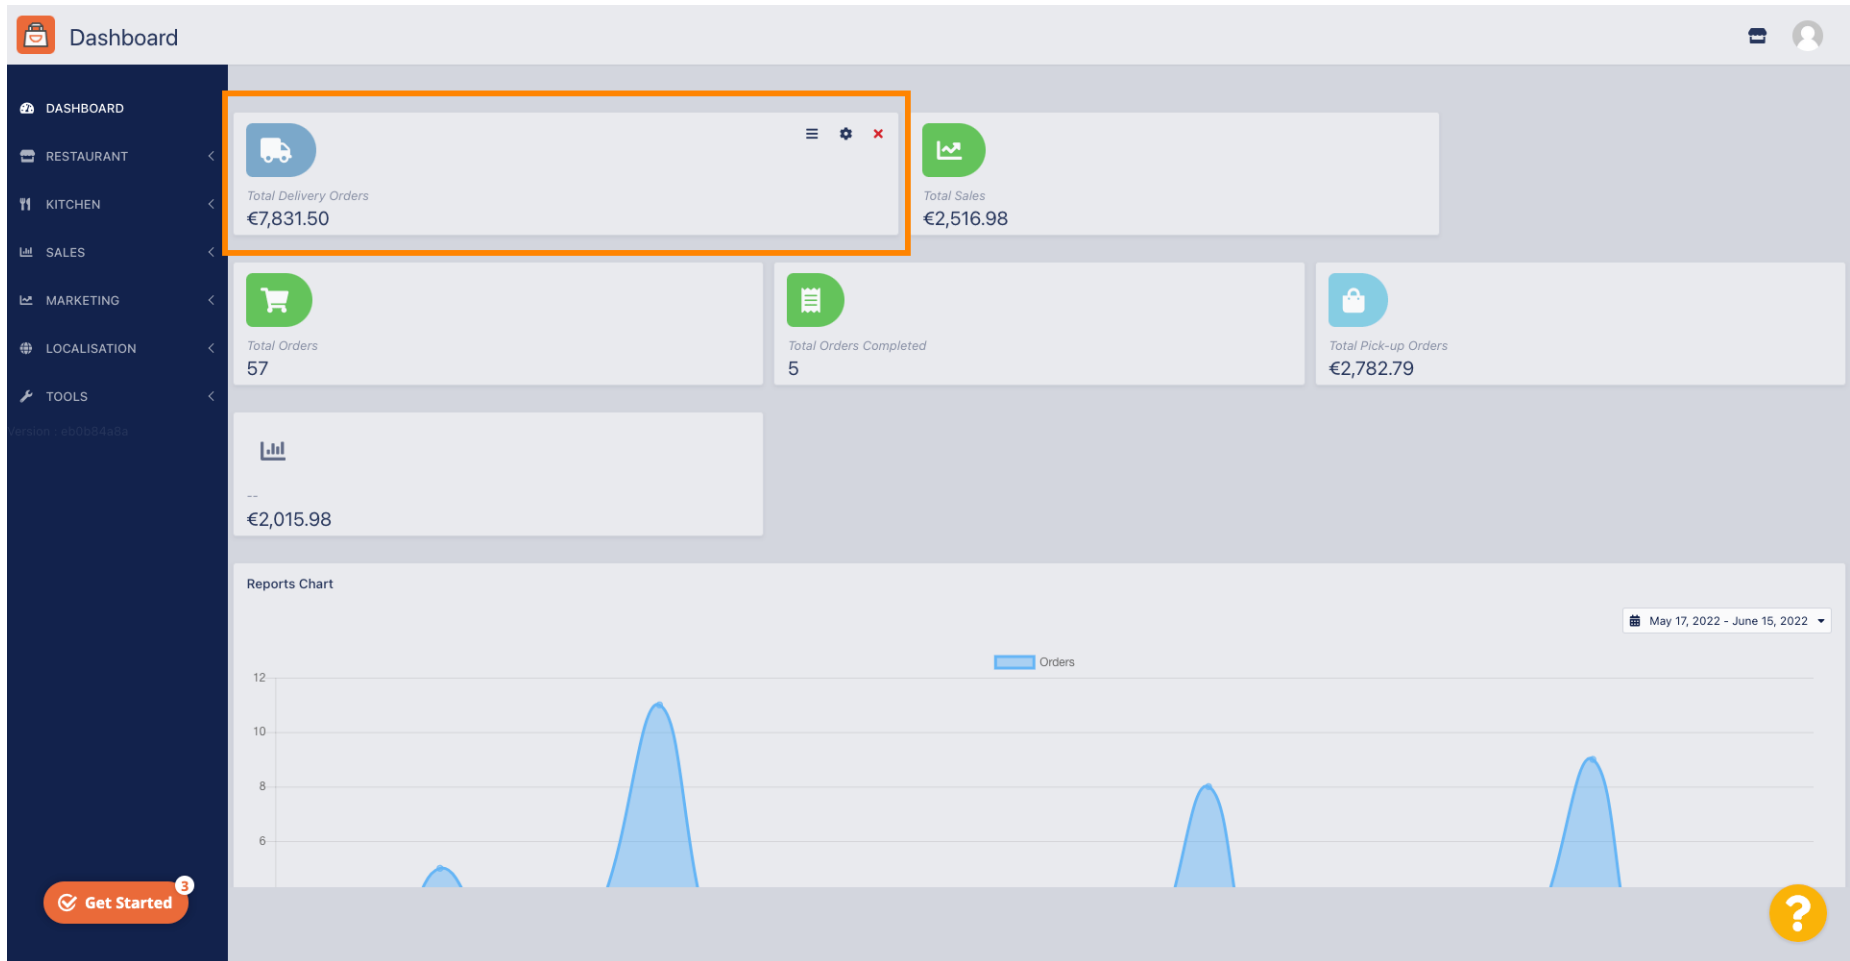 Dashboard
DASHBOARD
RESTAURANT
KITCHEN
SALES
MARKETING
LOCALISATION
TOOLS
Version : eb0b84a8a
Get Started
3
Total Delivery Orders
€7,831.50
Total Sales
€2,516.98
Total Orders
57
Total Orders Completed
5
Total Pick-up Orders
€2,782.79
--
€2,015.98
Reports Chart
May 17, 2022 - June 15, 2022
Orders
12
10
8
6
?